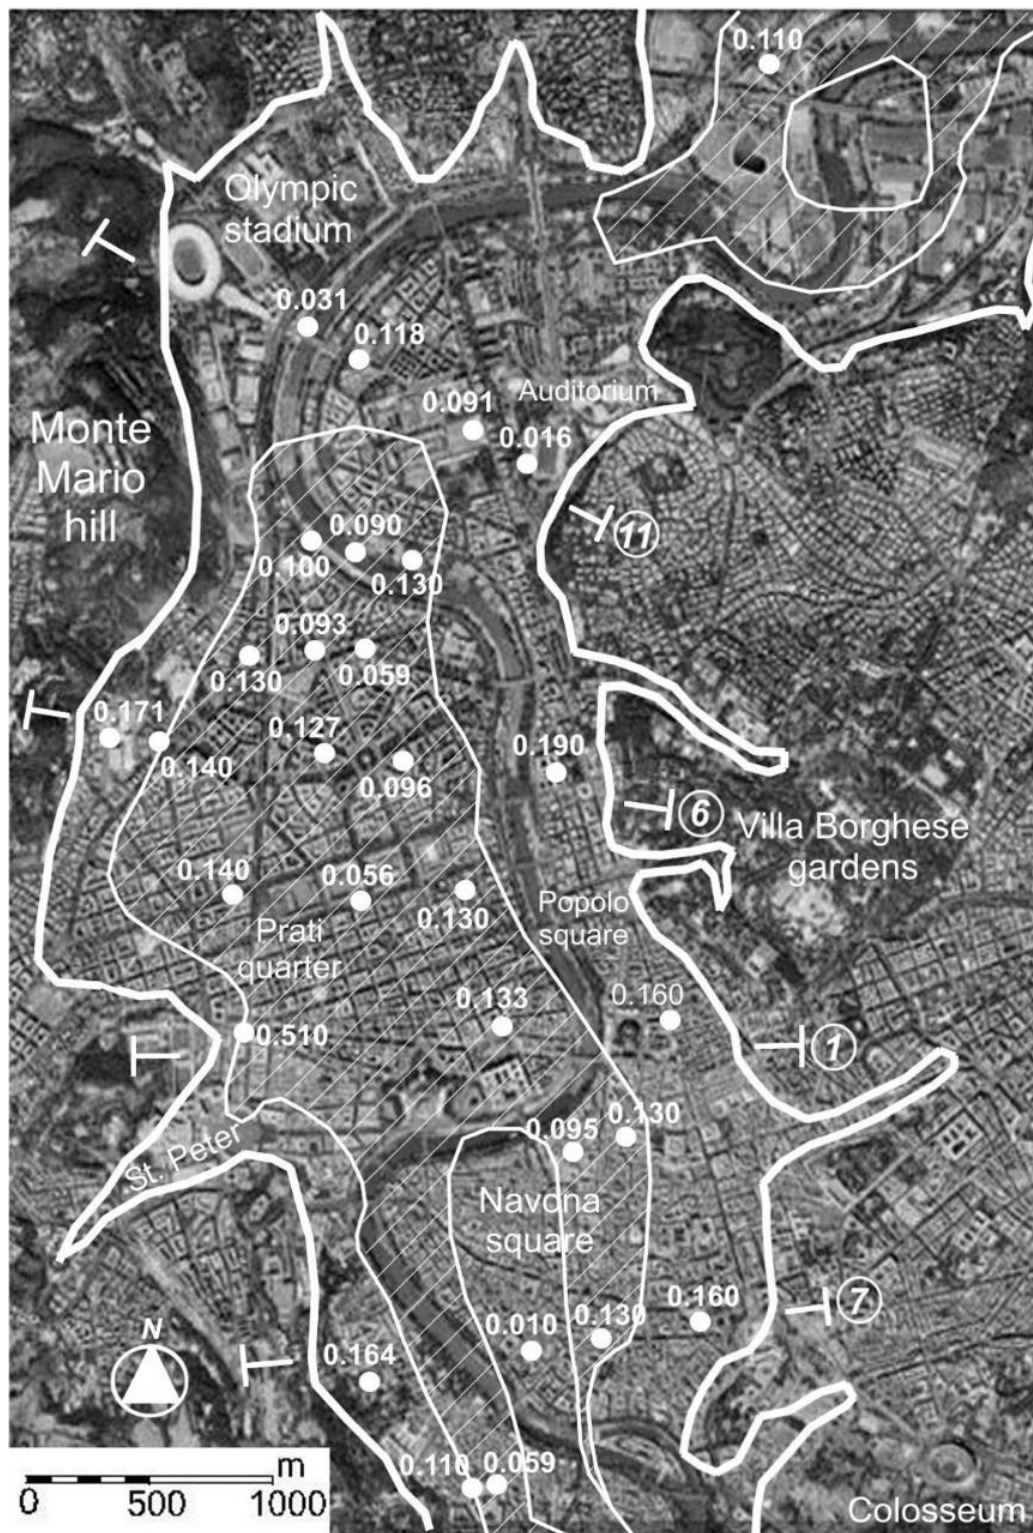 0.110
Olympic
stadium
0.031
0.118
Auditorium
0.091
Monte
Mario
hill
0.016
11
0.090
0.100
0.130
0.093
0.130
0.059
0.171
0.127
0.140
0.190
0.096
6
Villa Borghese
gardens
0.140
0.056
0.130
Popolo
square
Prati
quarter
0.160
0.133
0.510
1
0.130
0.095
St. Peter
Navona
square
0.160
7
0.130
0.010
N
0.164
0.110
0.059
m
0 500 1000
Colosseum